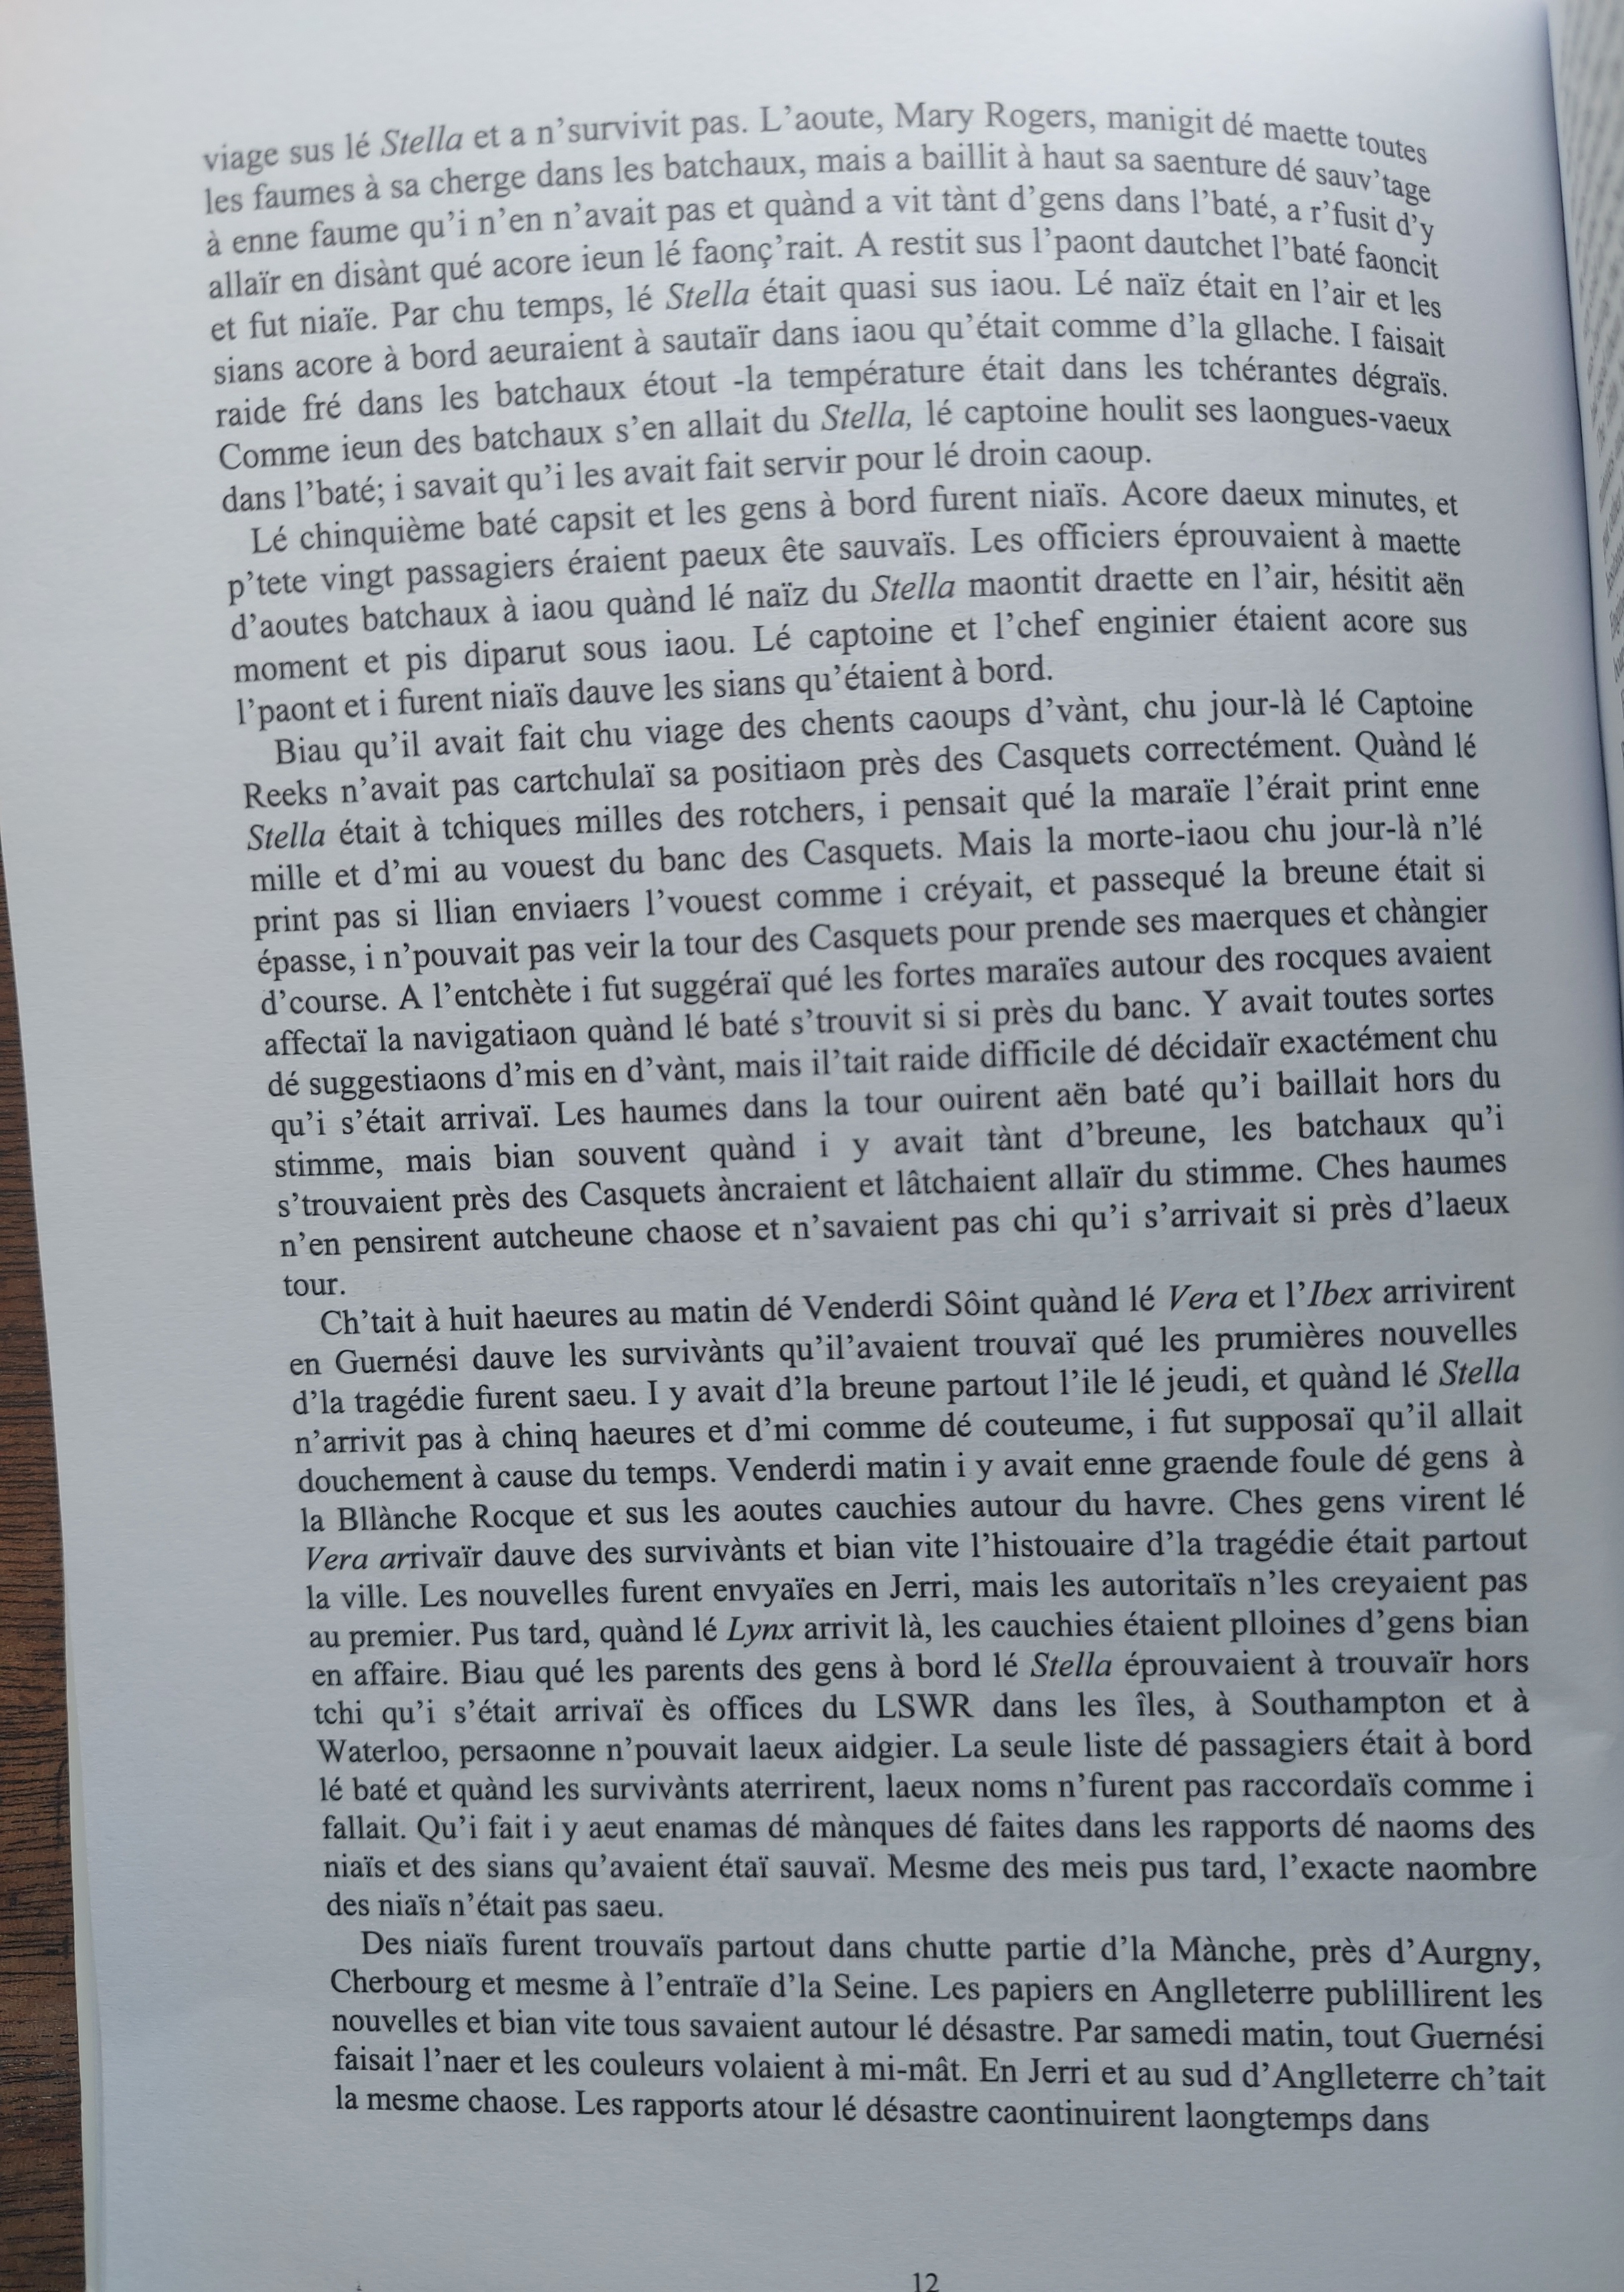 viage sus lé Stella et a n'survivit pas. L'aoute, Mary Rogers, manigit dé maette toutes
les faumes à sa cherge dans les batchaux, mais a baillit à haut sa saenture dé sauv'tage
à enne faume qu'i n'en n'avait pas et quànd a vit tànt d'gens dans l'baté, a r'fusit d'y
allaïr en disànt qué acore ieun lé faonç'rait. A restit sus l'paont dautchet l'baté faoncit
et fut niaïe. Par chu temps, lé Stella était quasi sus iaou. Lé naïz était en l'air et les
sians acore à bord aeuraient à sautaïr dans iaou qu'était comme d'la gllache. I faisait
raide fré dans les batchaux étout -la température était dans les tchérantes dégraïs.
Comme ieun des batchaux s'en allait du Stella, lé captoine houlit ses laongues-vaeux
dans l'baté; i savait qu'i les avait fait servir pour lé droin caoup.
Lé chinquième baté capsit et les gens à bord furent niaïs. Acore daeux minutes, et
p'tete vingt passagiers éraient paeux ête sauvaïs. Les officiers éprouvaient à maette
d'aoutes batchaux à iaou quànd lé naïz du Stella maontit draette en l'air, hésitit aën
moment et pis diparut sous iaou. Lé captoine et l'chef enginier étaient acore sus
l'paont et i furent niaïs dauve les sians qu'étaient à bord.
Biau qu'il avait fait chu viage des chents caoups d'vànt, chu jour-là lé Captoine
Reeks n'avait pas cartchulaï sa positiaon près des Casquets correctément. Quànd lé
Stella était à tchiques milles des rotchers, i pensait qué la maraïe l'érait print enne
mille et d'mi au vouest du banc des Casquets. Mais la morte-iaou chu jour-là n'lé
print pas si llian enviaers l'vouest comme i créyait, et passequé la breune était si
épasse, i n'pouvait pas veir la tour des Casquets pour prende ses maerques et chàngier
d'course. A l'entchète i fut suggéraï qué les fortes maraïes autour des rocques avaient
affectaï la navigatiaon quànd lé baté s'trouvit si si près du banc. Y avait toutes sortes
dé suggestiaons d'mis en d'vànt, mais il'tait raide difficile dé décidaïr exactément chu
qu'i s'était arrivaï. Les haumes dans la tour ouirent aën baté qu'i baillait hors du
stimme, mais bian souvent quànd i y avait tànt d'breune, les batchaux qu'i
s'trouvaient près des Casquets àncraient et lâtchaient allaïr du stimme. Ches haumes
n'en pensirent autcheune chaose et n'savaient pas chi qu'i s'arrivait si près d'laeux
tour.
Ch'tait à huit haeures au matin dé Venderdi Sôint quànd lé Vera et l'Ibex arrivirent
en Guernési dauve les survivànts qu'il'avaient trouvaï qué les prumières nouvelles
d'la tragédie furent saeu. I y avait d'la breune partout l'ile lé jeudi, et quànd lé Stella
n'arrivit pas à chinq haeures et d'mi comme dé couteume, i fut supposaï qu'il allait
douchement à cause du temps. Venderdi matin i y avait enne graende foule dé gens à
la Bllànche Rocque et sus les aoutes cauchies autour du havre. Ches gens virent lé
Vera arrivaïr dauve des survivànts et bian vite l'histouaire d'la tragédie était partout
la ville. Les nouvelles furent envyaïes en Jerri, mais les autoritaïs n'les creyaient pas
au premier. Pus tard, quànd lé Lynx arrivit là, les cauchies étaient plloines d'gens bian
en affaire. Biau qué les parents des gens à bord lé Stella éprouvaient à trouvaïr hors
tchi qu'i s'était arrivaï ès offices du LSWR dans les îles, à Southampton et à
Waterloo, persaonne n'pouvait laeux aidgier. La seule liste dé passagiers était à bord
lé baté et quànd les survivànts aterrirent, laeux noms n'furent pas raccordaïs comme i
fallait. Qu'i fait i y aeut enamas dé mànques dé faites dans les rapports dé naoms des
niaïs et des sians qu'avaient étaï sauvaï. Mesme des meis pus tard, l'exacte naombre
des niaïs n'était pas saeu.
Des niaïs furent trouvaïs partout dans chutte partie d'la Mànche, près d'Aurgny,
Cherbourg et mesme à l'entraïe d'la Seine. Les papiers en Anglleterre publillirent les
nouvelles et bian vite tous savaient autour lé désastre. Par samedi matin, tout Guernési
faisait l'naer et les couleurs volaient à mi-mât. En Jerri et au sud d'Anglleterre ch'tait
la mesme chaose. Les rapports atour lé désastre caontinuirent laongtemps dans
12